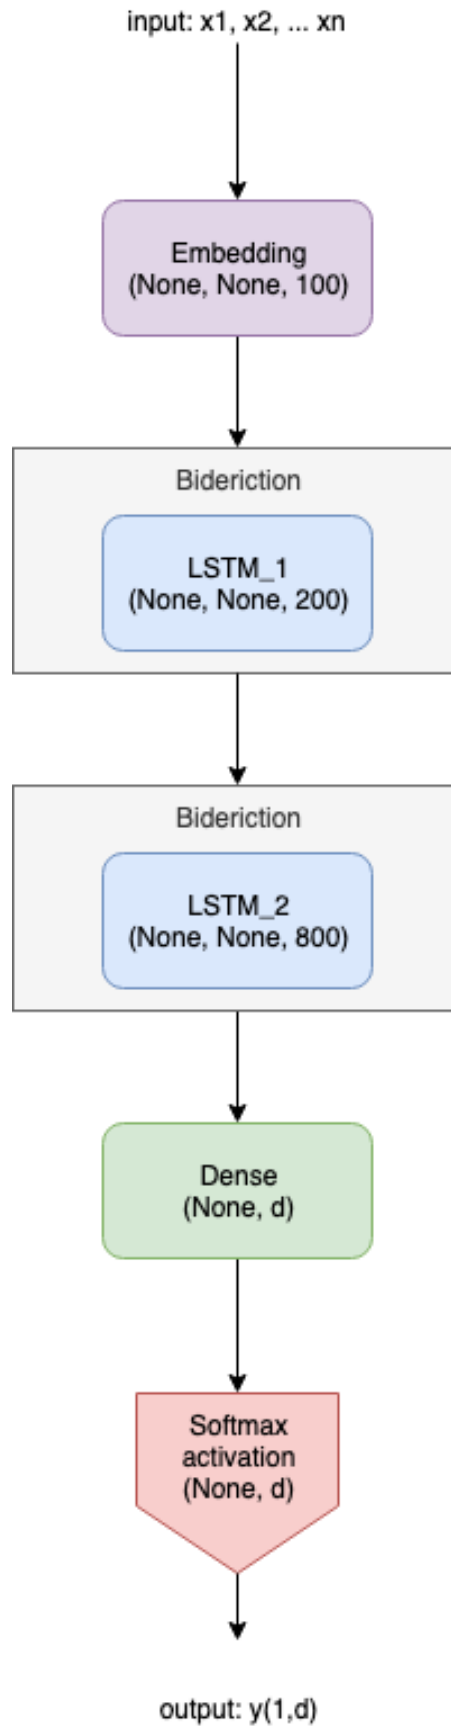 input: x1, x2, ... xn
Embedding
(None, None, 100)
Bideriction
LSTM_1
(None, None, 200)
Bideriction
LSTM_2
(None, None, 800)
Dense
(None, d)
Softmax
activation
(None, d)
output: y(1,d)